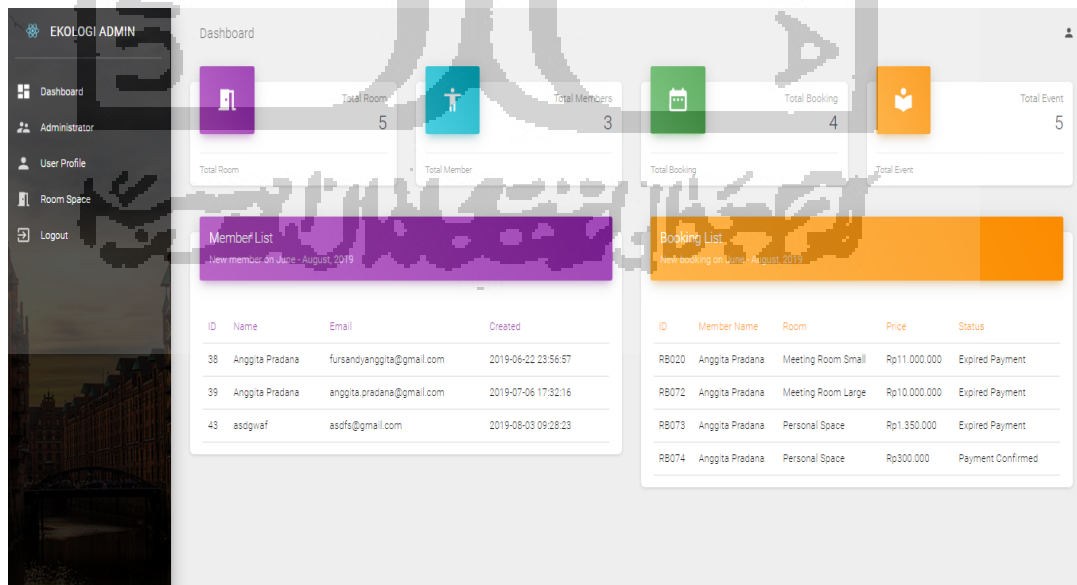 EKOLOGI ADMIN
Dashboard
Administrator
User Profile
Room Space
Logout
Dashboard
Total Room
5
Total Room
Total Members
3
Total Member
Total Booking
4
Total Booking
Total Event
5
Total Event
Member List
New member on June - August, 2019
ID Name Email Created
38 Anggita Pradana fursandyanggita@gmail.com 2019-06-22 23:56:57
39 Anggita Pradana anggita.pradana@gmail.com 2019-07-06 17:32:16
43 asdgwaf asdfs@gmail.com 2019-08-03 09:28:23
Booking List
New booking on June - August, 2019
ID Member Name Room Price Status
RB020 Anggita Pradana Meeting Room Small Rp11.000.000 Expired Payment
RB072 Anggita Pradana Meeting Room Large Rp10.000.000 Expired Payment
RB073 Anggita Pradana Personal Space Rp1.350.000 Expired Payment
RB074 Anggita Pradana Personal Space Rp300.000 Payment Confirmed